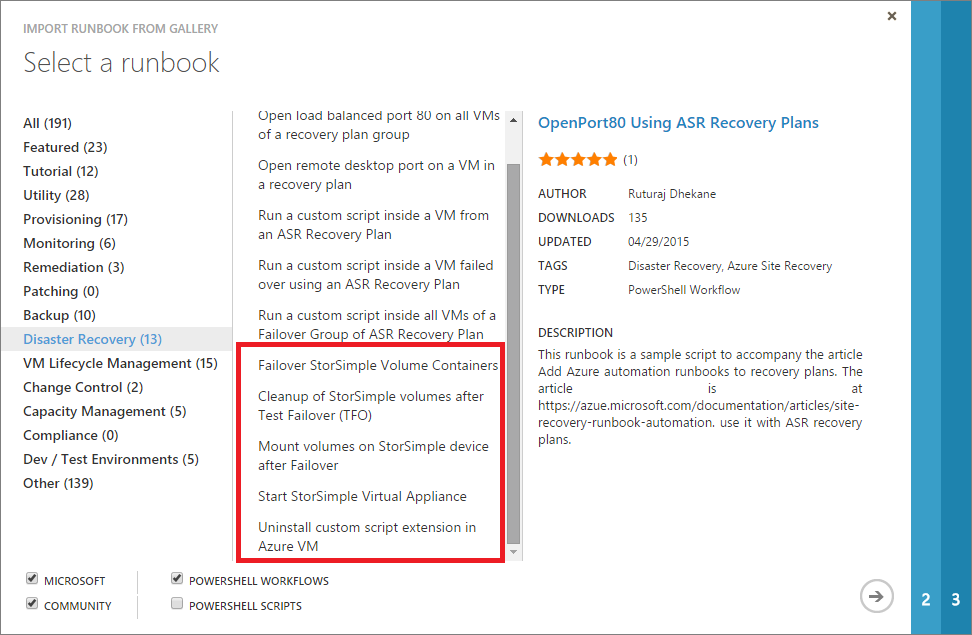 IMPORT RUNBOOK FROM GALLERY
Select a runbook
All (191)
Featured (23)
Tutorial (12)
Utility (28)
Provisioning (17)
Monitoring (6)
Remediation (3)
Patching (0)
Backup (10)
Disaster Recovery (13)
VM Lifecycle Management (15)
Change Control (2)
Capacity Management (5)
Compliance (0)
Dev / Test Environments (5)
Other (139)
Open load balanced port 80 on all VMs
of a recovery plan group
Open remote desktop port on a VM in
a recovery plan
Run a custom script inside a VM from
an ASR Recovery Plan
Run a custom script inside a VM failed
over using an ASR Recovery Plan
Run a custom script inside all VMs of a
Failover Group of ASR Recovery Plan
Failover StorSimple Volume Containers
Cleanup of StorSimple volumes after
Test Failover (TFO)
Mount volumes on StorSimple device
after Failover
Start StorSimple Virtual Appliance
Uninstall custom script extension in
Azure VM
OpenPort80 Using ASR Recovery Plans
(1)
AUTHOR Ruturaj Dhekane
DOWNLOADS 135
UPDATED 04/29/2015
TAGS Disaster Recovery, Azure Site Recovery
TYPE PowerShell Workflow
DESCRIPTION
This runbook is a sample script to accompany the article
Add Azure automation runbooks to recovery plans. The
article is at
https://azue.microsoft.com/documentation/articles/site-
recovery-runbook-automation. use it with ASR recovery
plans.
MICROSOFT
COMMUNITY
POWERSHELL WORKFLOWS
POWERSHELL SCRIPTS
2 3